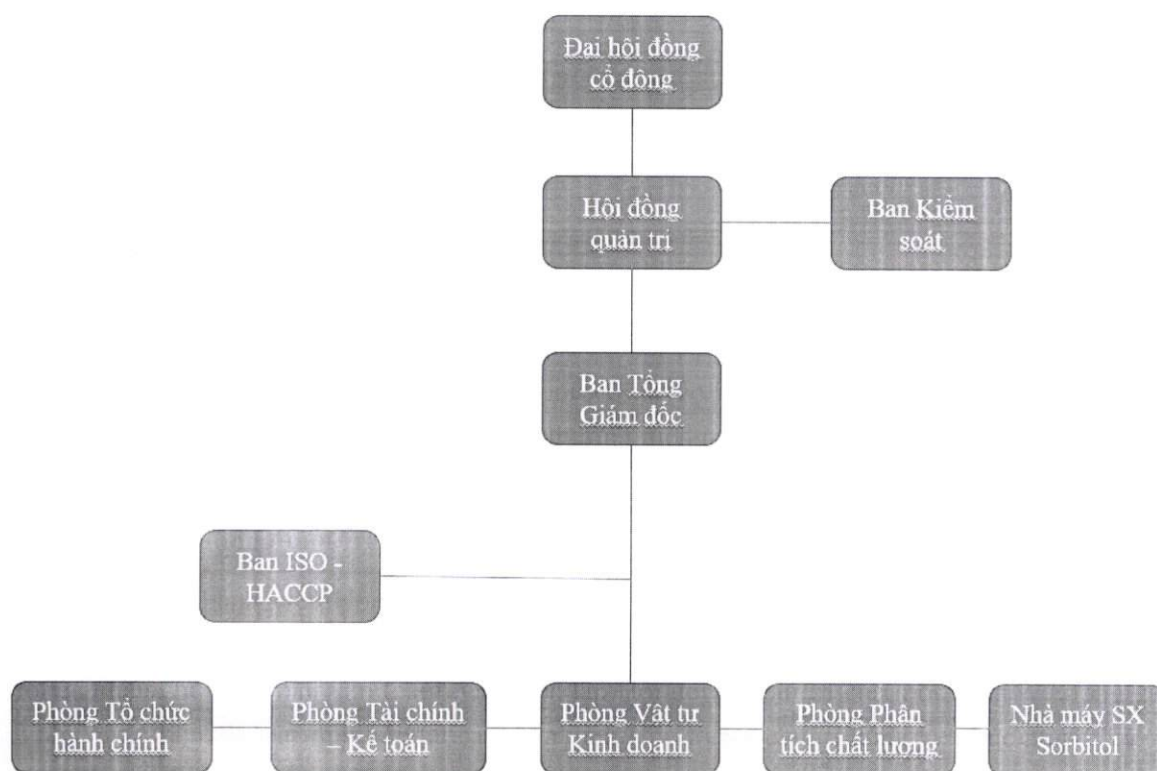 Đại hội đồng
cổ đông
Hội đồng
quản trị
Ban Kiểm
soát
Ban Tổng
Giám đốc
Ban ISO -
HACCP
Phòng Tổ chức
hành chính
Phòng Tài chính
– Kế toán
Phòng Vật tư
Kinh doanh
Phòng Phân
tích chất lượng
Nhà máy SX
Sorbitol